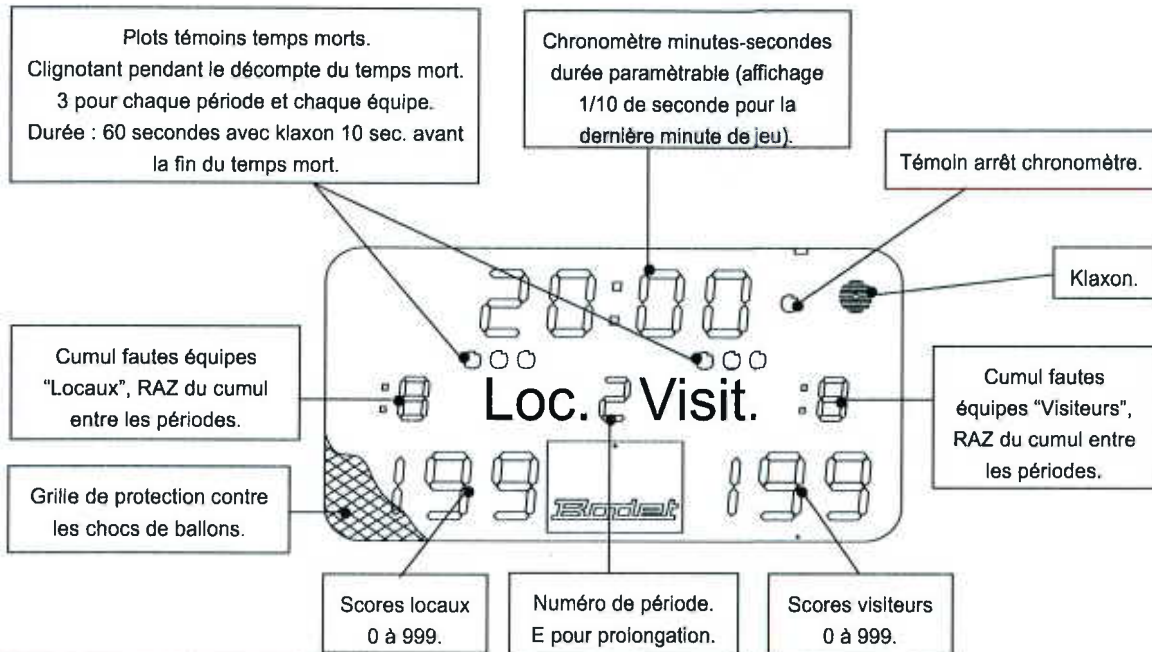 Plots témoins temps morts.
Clignotant pendant le décompte du temps mort.
3 pour chaque période et chaque équipe.
Durée : 60 secondes avec klaxon 10 sec. avant
la fin du temps mort.
Chronomètre minutes-secondes
durée paramètrable (affichage
1/10 de seconde pour la
dernière minute de jeu).
Témoin arrêt chronomètre.
Klaxon.
20:00
Cumul fautes équipes
"Locaux", RAZ du cumul
entre les périodes.
:8
Loc. 2 Visit.
:8
Cumul fautes
équipes "Visiteurs",
RAZ du cumul entre
les périodes.
Grille de protection contre
les chocs de ballons.
199
Bodet
199
Scores locaux
0 à 999.
Numéro de période.
E pour prolongation.
Scores visiteurs
0 à 999.